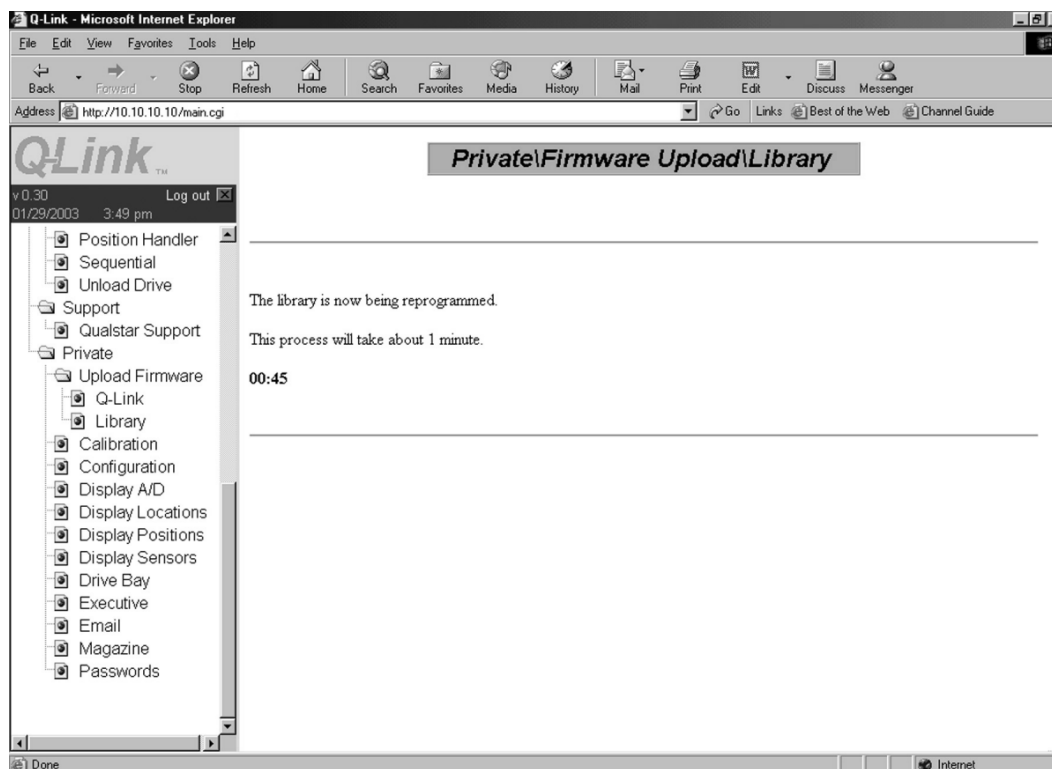 Q-Link - Microsoft Internet Explorer
File Edit View Favorites Tools Help
Back Forward Stop Refresh Home Search Favorites Media History Mail Print Edit Discuss Messenger
Address http://10.10.10.10/main.cgi Go Links Best of the Web Channel Guide
Q-Link TM
v 0.30 Log out
01/29/2003 3:49 pm
Position Handler
Sequential
Unload Drive
Support
Qualstar Support
Private
Upload Firmware
Q-Link
Library
Calibration
Configuration
Display A/D
Display Locations
Display Positions
Display Sensors
Drive Bay
Executive
Email
Magazine
Passwords
Private\Firmware Upload\Library
The library is now being reprogrammed.
This process will take about 1 minute.
00:45
Done Internet